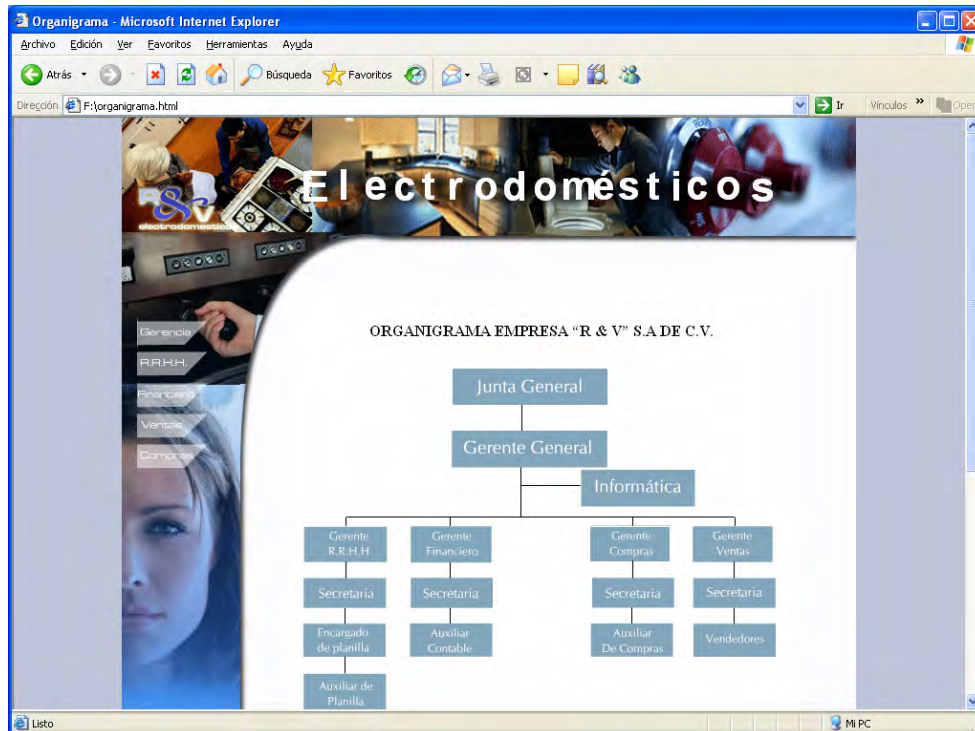 Organigrama - Microsoft Internet Explorer
Archivo Edición Ver Favoritos Herramientas Ayuda
Atrás Búsqueda Favoritos
Dirección F:\organigrama.html Ir Vínculos » Oper
Electrodomésticos
R&V
electrodomestico
Gerencia
R.R.H.H.
Financiero
Ventas
Compras
ORGANIGRAMA EMPRESA “R & V” S.A DE C.V.
Junta General
Gerente General
Informática
Gerente
R.R.H.H
Gerente
Financiero
Gerente
Compras
Gerente
Ventas
Secretaria
Secretaria
Secretaria
Secretaria
Encargado
de planilla
Auxiliar
Contable
Auxiliar
De Compras
Vendedores
Auxiliar de
Planilla
Listo
Mi PC